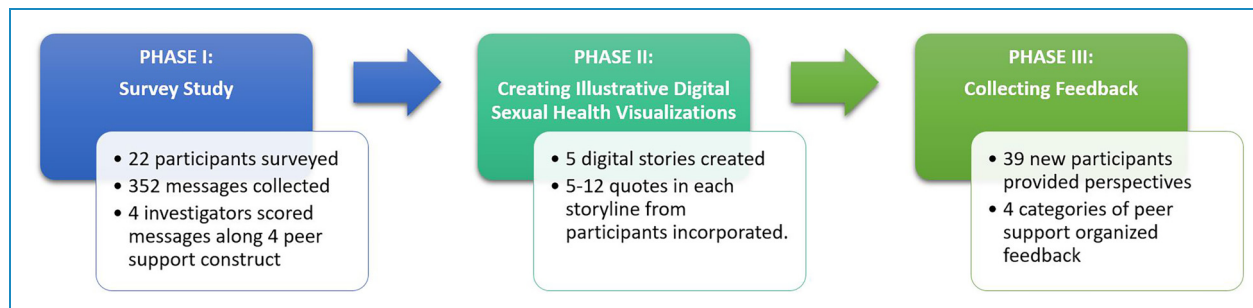 PHASE I:
Survey Study
• 22 participants surveyed
• 352 messages collected
• 4 investigators scored
messages along 4 peer
support construct
PHASE II:
Creating Illustrative Digital
Sexual Health Visualizations
• 5 digital stories created
• 5-12 quotes in each
storyline from
participants incorporated.
PHASE III:
Collecting Feedback
• 39 new participants
provided perspectives
• 4 categories of peer
support organized
feedback